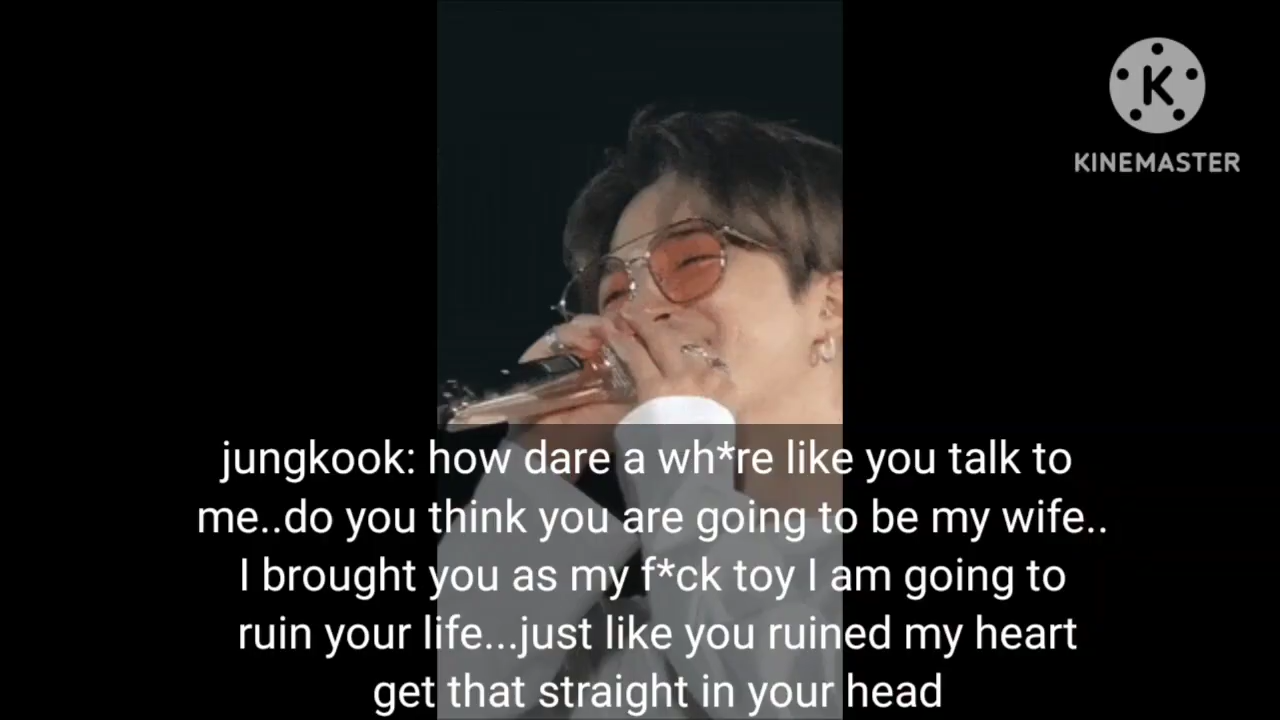 KINEMASTER
jungkook: how dare a wh*re like you talk to
me..do you think you are going to be my wife..
I brought you as my f*ck toy I am going to
ruin your life...just like you ruined my heart
get that straight in your head